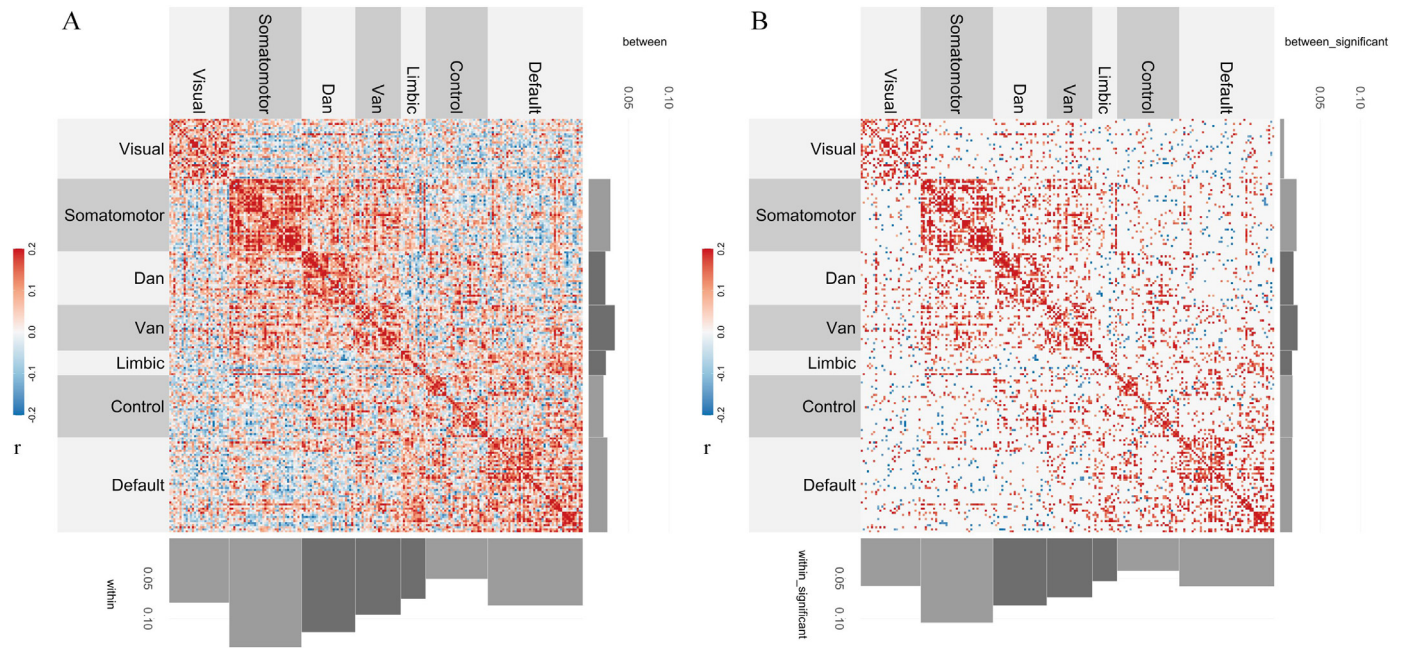 A
Visual
Somatomotor
Dan
Van
Limbic
Control
Default
between
0.05
0.10
Visual
Somatomotor
Dan
Van
Limbic
Control
Default
0.2
0.1
0.0
-0.1
-0.2
r
within
0.05
0.10
B
Visual
Somatomotor
Dan
Van
Limbic
Control
Default
between_significant
0.05
0.10
Visual
Somatomotor
Dan
Van
Limbic
Control
Default
0.2
0.1
0.0
-0.1
-0.2
r
within_significant
0.05
0.10